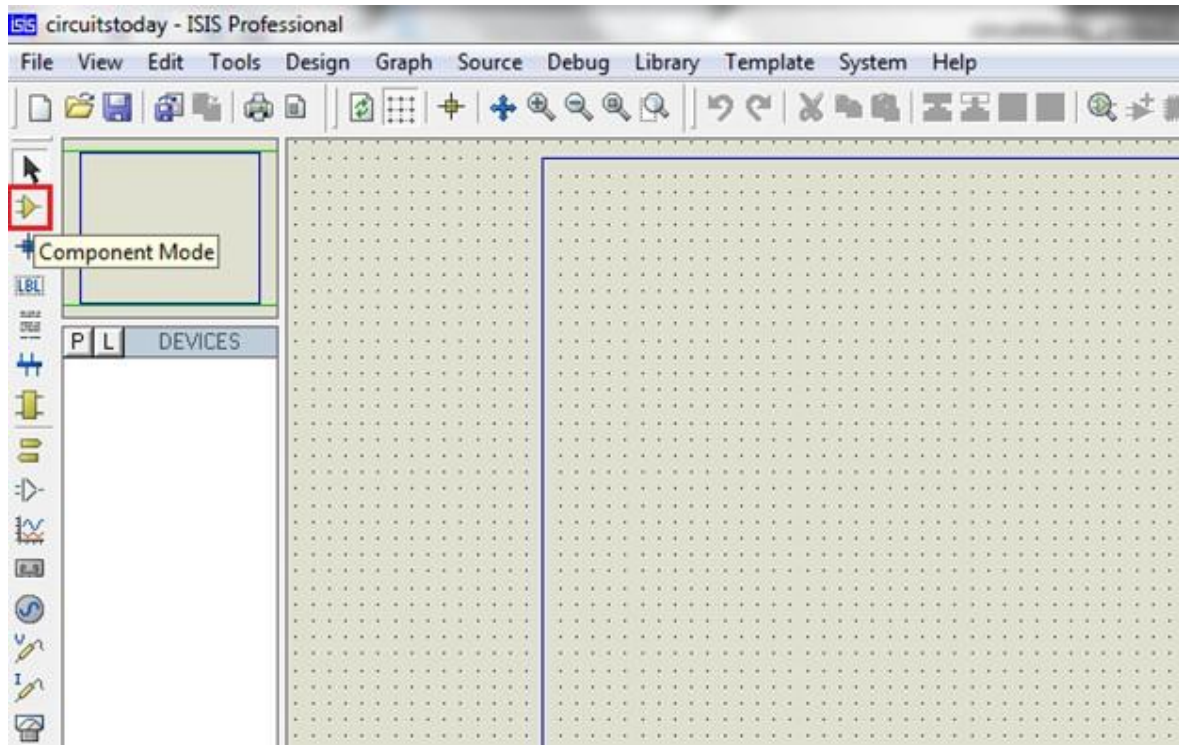 ISIS circuitstoday - ISIS Professional
File View Edit Tools Design Graph Source Debug Library Template System Help
Component Mode
LBL
P L DEVICES
V
I